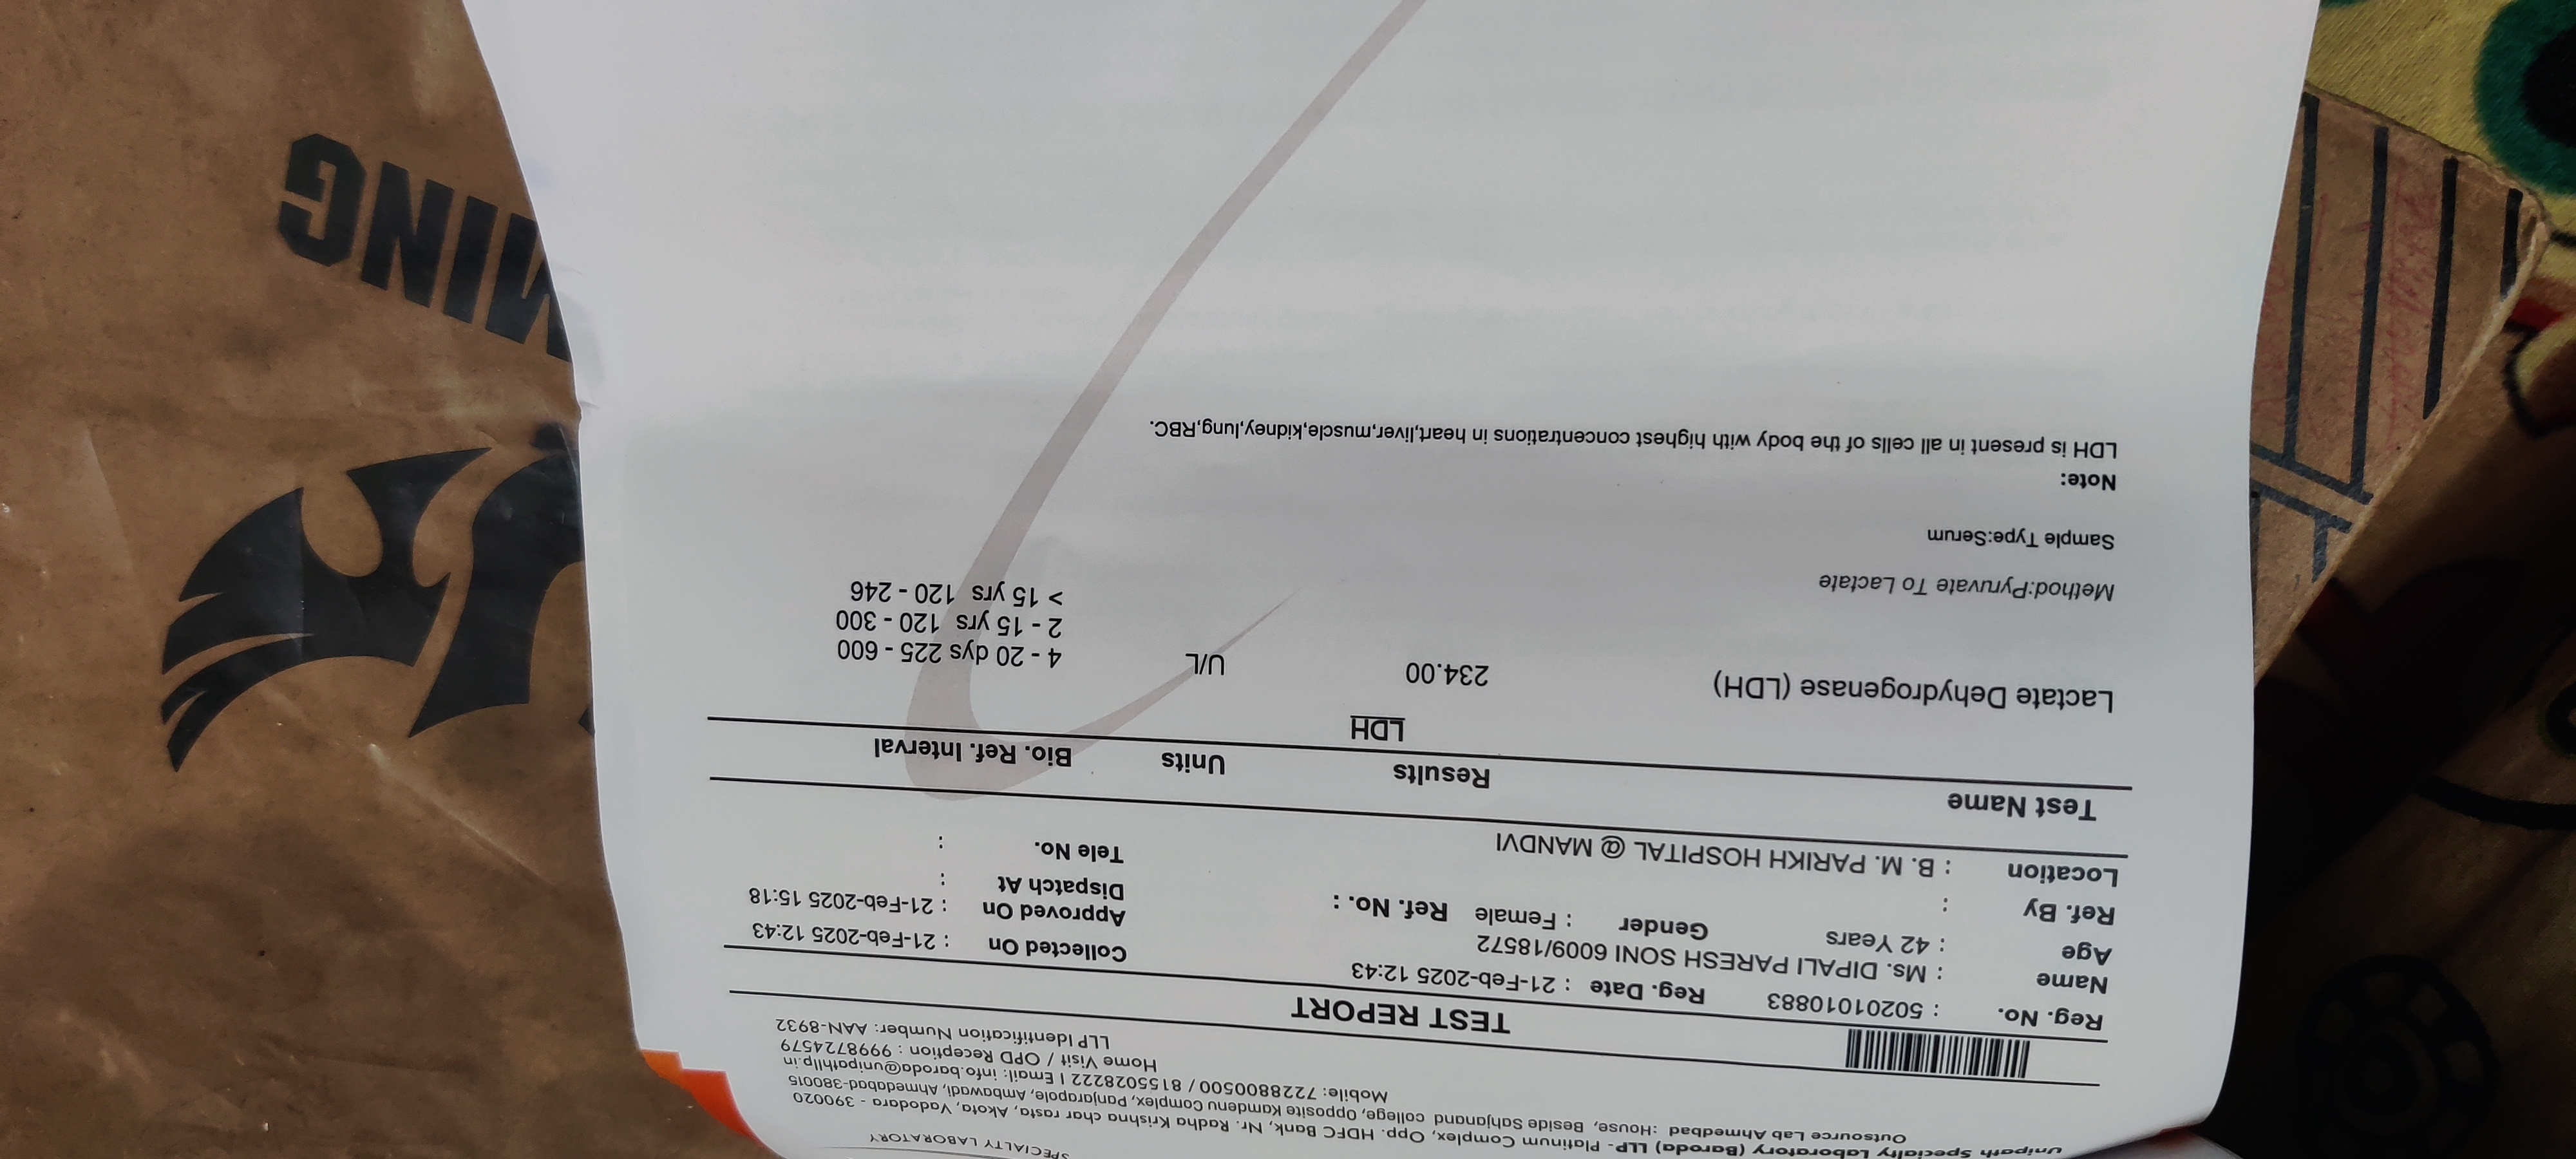 SPECIALTY LABORATORY
Unipath Specialty Laboratory (Baroda) LLP.- Platinum Complex, Opp. HDFC Bank, Nr. Radha Krishna char rasta, Akota, Vadodara - 390020
Outsource Lab Ahmedbad :House, Beside Sahjanand college, Opposite Kamdenu Complex, Panjarapole, Ambawadi, Ahmedabad-380015
Mobile: 7228800500 / 8155028222 I Email: info.baroda@unipathllp.in
Home Visit / OPD Reception : 9998724579
LLP Identification Number: AAN-8932
TEST REPORT
Reg. No. : 50201010883 Reg. Date : 21-Feb-2025 12:43 Collected On : 21-Feb-2025 12:43
Name : Ms. DIPALI PARESH SONI 6009/18572 Approved On : 21-Feb-2025 15:18
Age : 42 Years Gender : Female Ref. No. : Dispatch At :
Ref. By : Tele No. :
Location : B. M. PARIKH HOSPITAL @ MANDVI
Test Name Results Units Bio. Ref. Interval
LDH
Lactate Dehydrogenase (LDH) 234.00 U/L 4 - 20 dys 225 - 600
2 - 15 yrs 120 - 300
> 15 yrs 120 - 246
Method:Pyruvate To Lactate
Sample Type:Serum
Note:
LDH is present in all cells of the body with highest concentrations in heart,liver,muscle,kidney,lung,RBC.